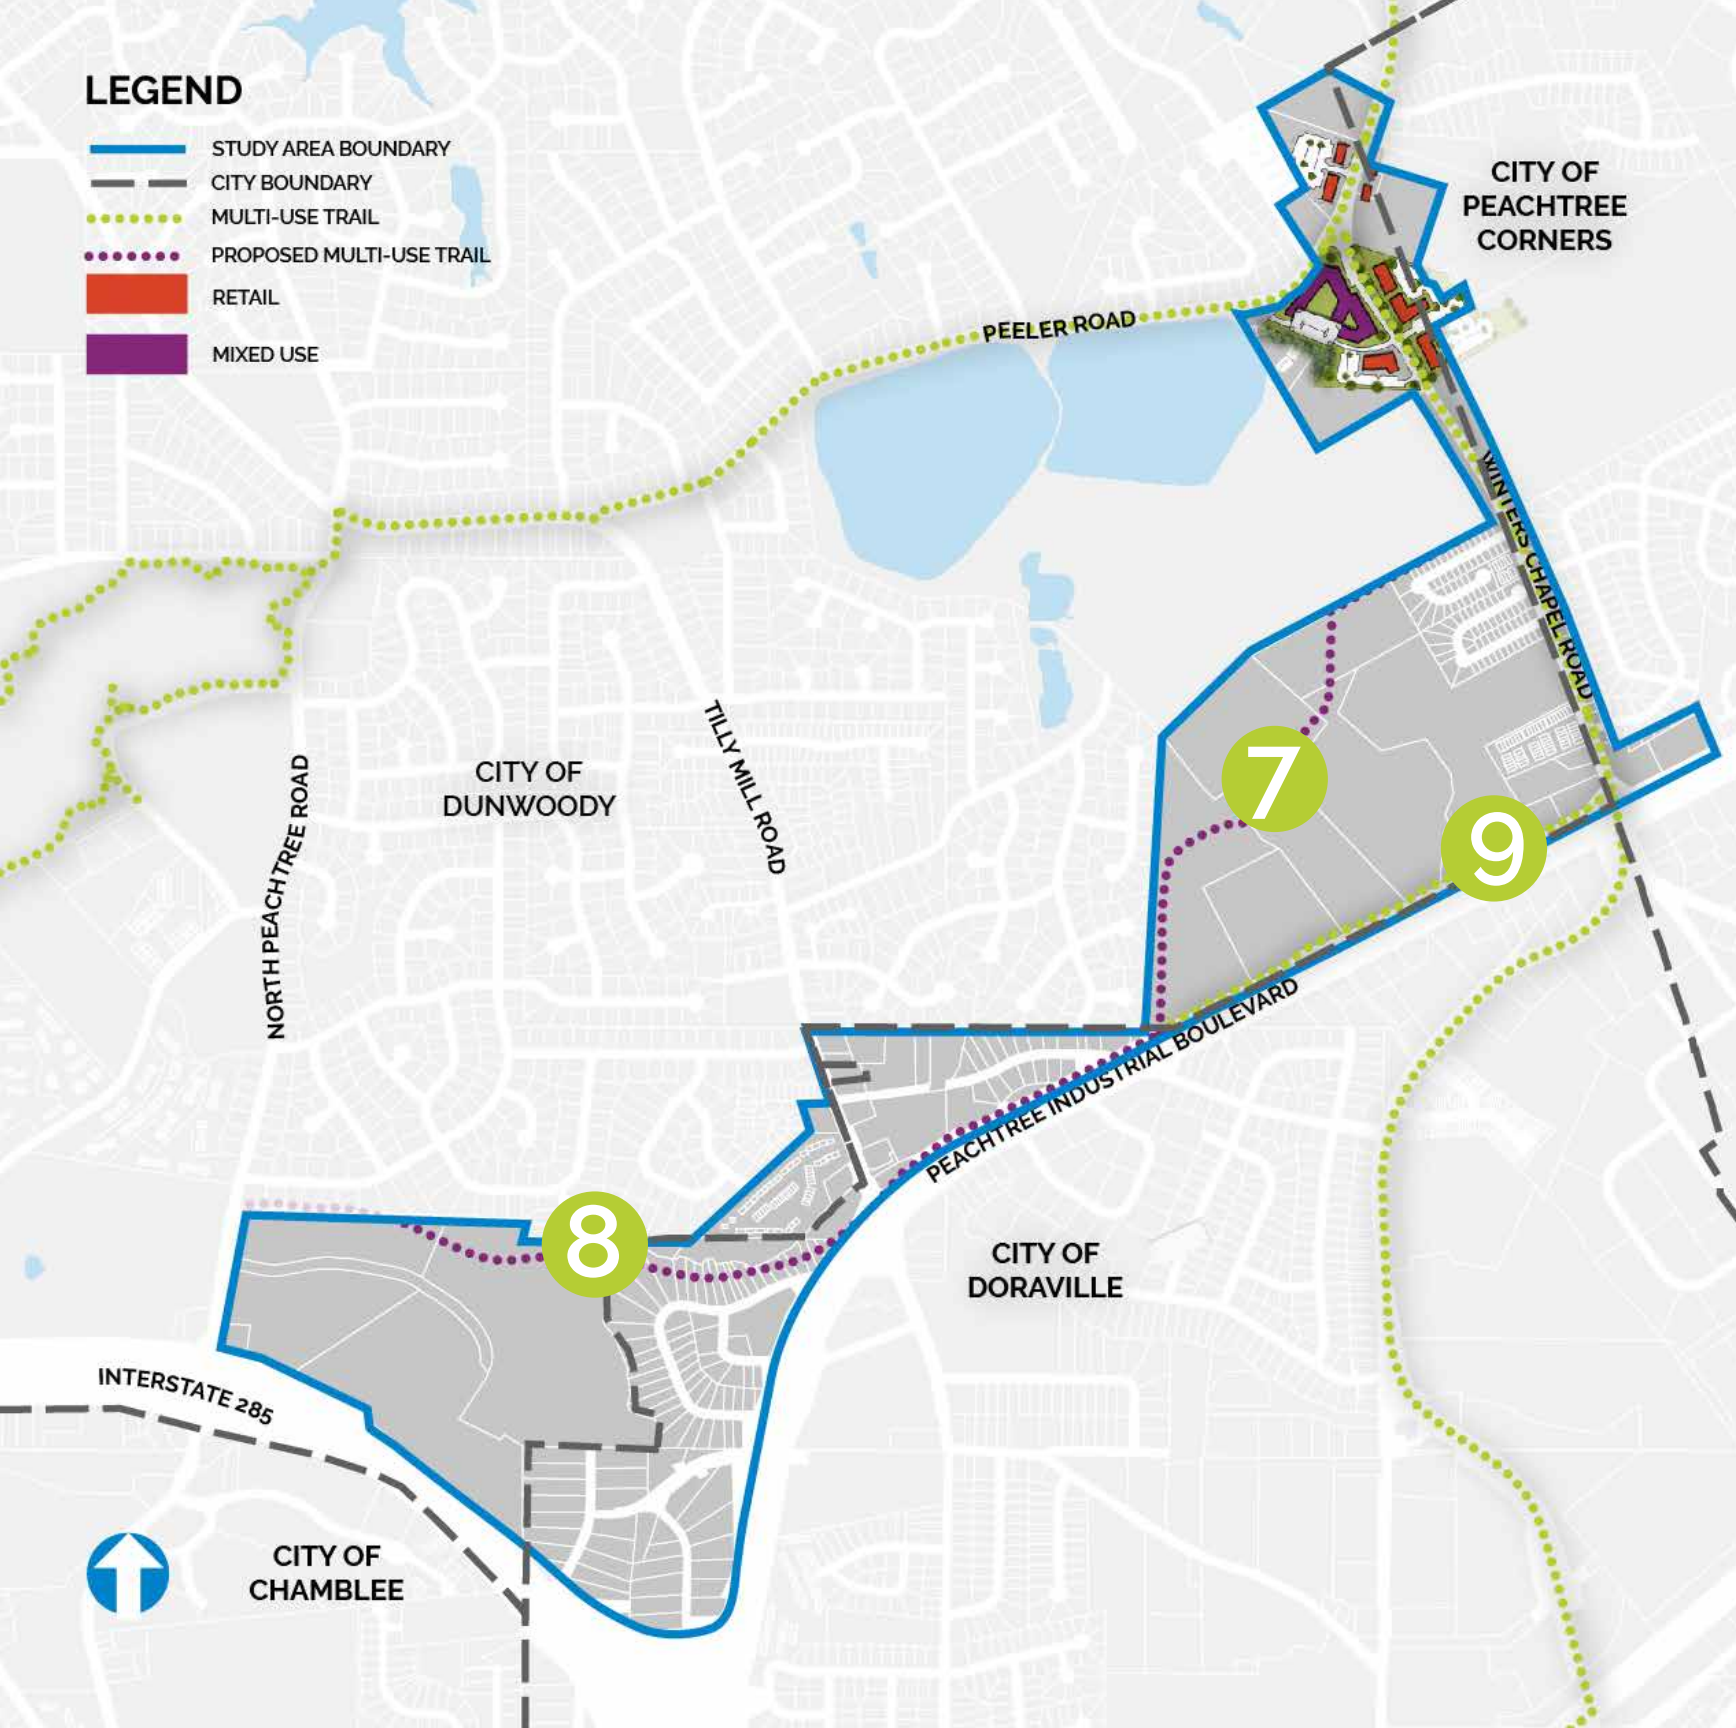 LEGEND
STUDY AREA BOUNDARY
CITY BOUNDARY
MULTI-USE TRAIL
PROPOSED MULTI-USE TRAIL
RETAIL
MIXED USE
CITY OF
PEACHTREE
CORNERS
PEELER ROAD
WINTERS CHAPEL ROAD
TILLY MILL ROAD
CITY OF
DUNWOODY
NORTH PEACHTREE ROAD
7
9
PEACHTREE INDUSTRIAL BOULEVARD
8
CITY OF
DORAVILLE
INTERSTATE 285
CITY OF
CHAMBLEE